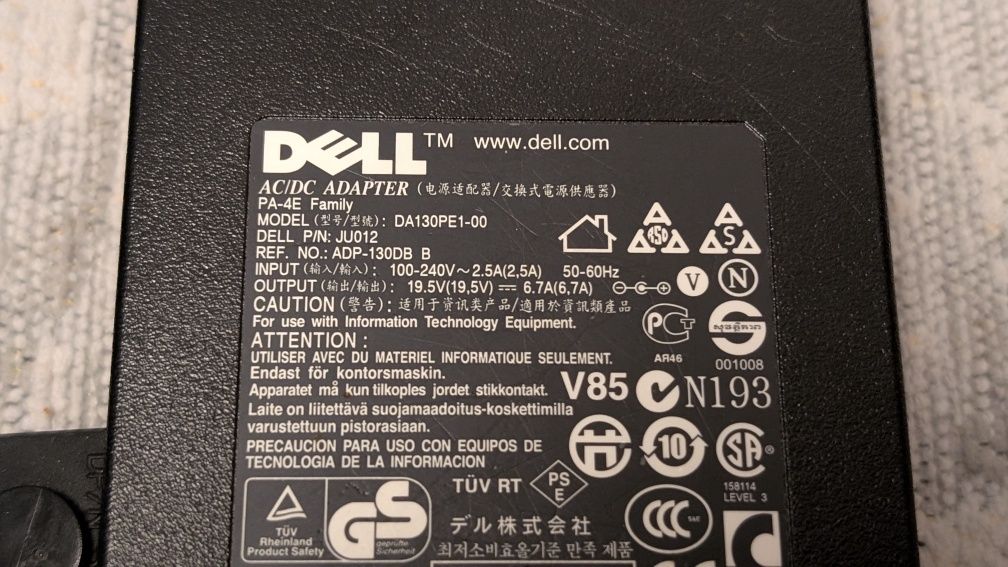 DELL™ www.dell.com
AC/DC ADAPTER (电源适配器/交换式電源供應器)
PA-4E Family
MODEL (型号/型號): DA130PE1-00
DELL P/N: JU012
REF. NO.: ADP-130DB B
INPUT (输入/輸入): 100-240V~2.5A(2,5A) 50-60Hz
OUTPUT (输出/輸出): 19.5V(19,5V) ⎓ 6.7A(6,7A)
V
N
S
CAUTION (警告): 适用于资讯类产品/適用於資訊類產品
For use with Information Technology Equipment.
ATTENTION :
UTILISER AVEC DU MATERIEL INFORMATIQUE SEULEMENT.
Endast för kontorsmaskin.
Apparatet må kun tilkoples jordet stikkontakt.
Laite on liitettävä suojamaadoitus-koskettimilla
varustettuun pistorasiaan.
PRECAUCION PARA USO CON EQUIPOS DE
TECNOLOGIA DE LA INFORMACION
PCT
АЯ46
001008
V85
N193
10
SA®
158114
LEVEL 3
TÜV RT
PS
E
TÜV
Rheinland
Product Safety
GS
geprüfte
Sicherheit
デル株式会社
최저소비효율기준 만족 제품
CCC
S&E